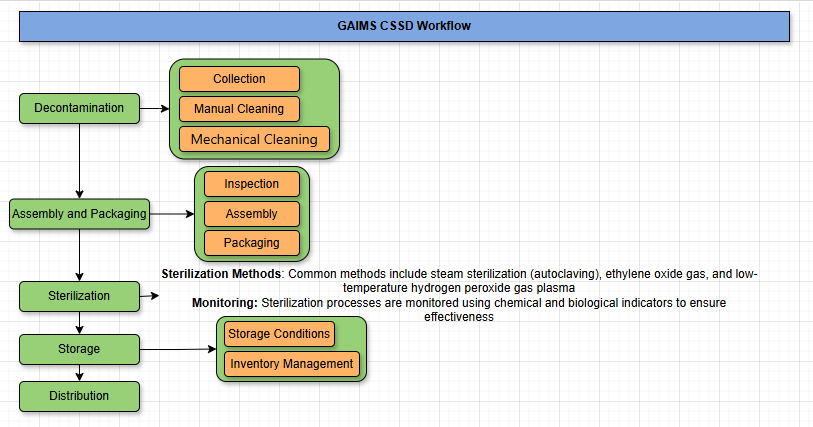 GAIMS CSSD Workflow
Decontamination
Collection
Manual Cleaning
Mechanical Cleaning
Assembly and Packaging
Inspection
Assembly
Packaging
Sterilization
Sterilization Methods: Common methods include steam sterilization (autoclaving), ethylene oxide gas, and low-
temperature hydrogen peroxide gas plasma
Monitoring: Sterilization processes are monitored using chemical and biological indicators to ensure
effectiveness
Storage
Storage Conditions
Inventory Management
Distribution